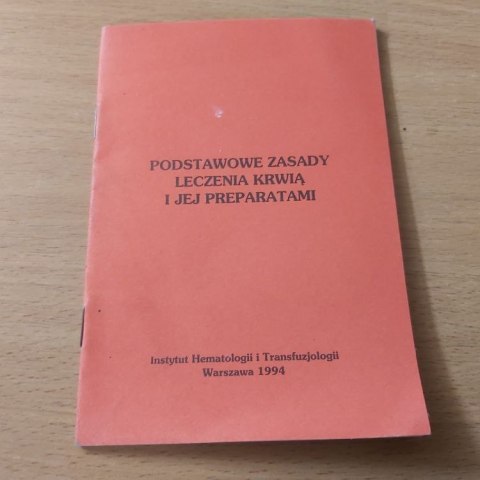 PODSTAWOWE ZASADY
LECZENIA KRWIĄ
I JEJ PREPARATAMI
Instytut Hematologii i Transfuzjologii
Warszawa 1994